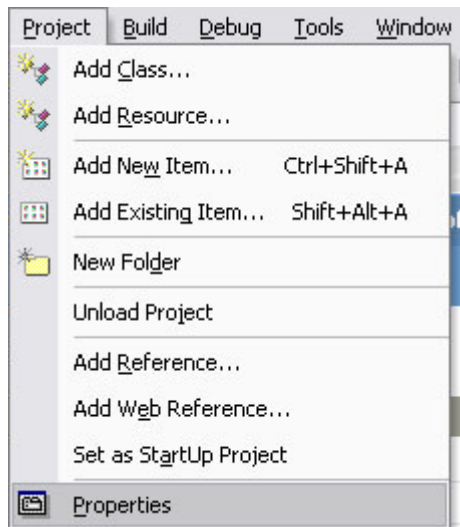 Project Build Debug Tools Window
Add Class...
Add Resource...
Add New Item... Ctrl+Shift+A
Add Existing Item... Shift+Alt+A
New Folder
Unload Project
Add Reference...
Add Web Reference...
Set as StartUp Project
Properties